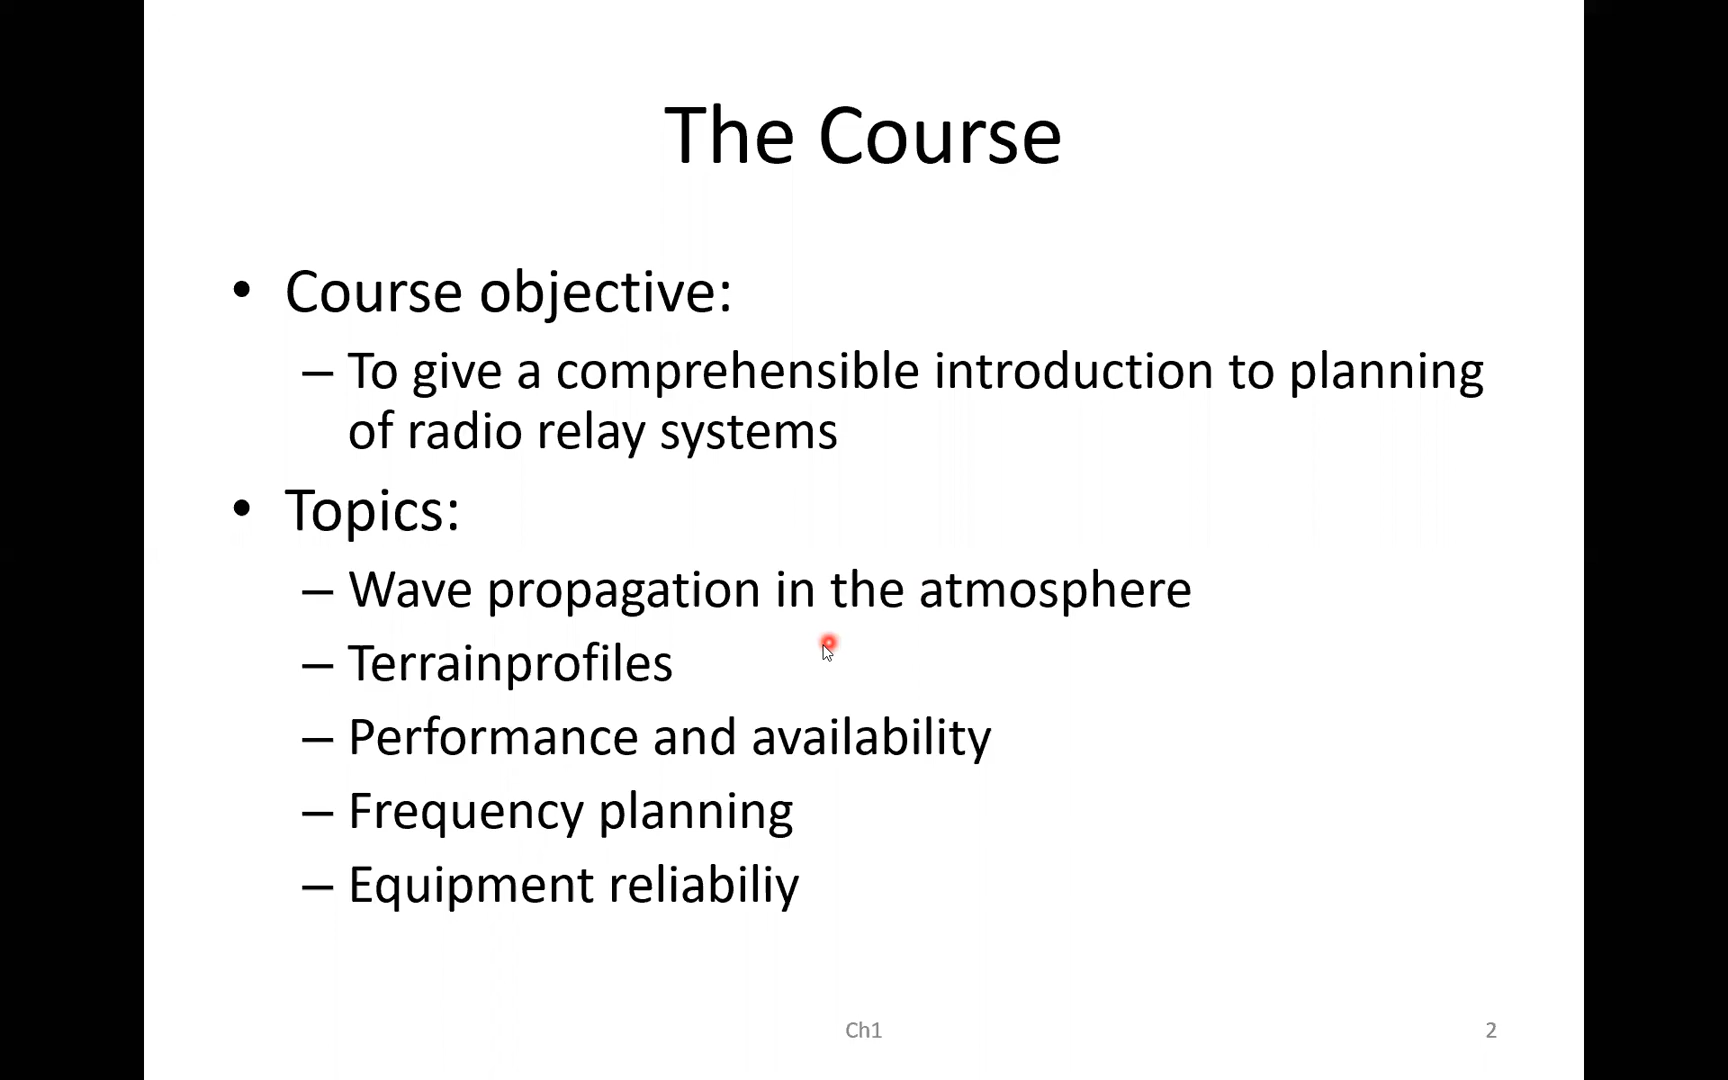 The Course
• Course objective:
– To give a comprehensible introduction to planning
of radio relay systems
• Topics:
– Wave propagation in the atmosphere
– Terrainprofiles
– Performance and availability
– Frequency planning
– Equipment reliabiliy
Ch1
2